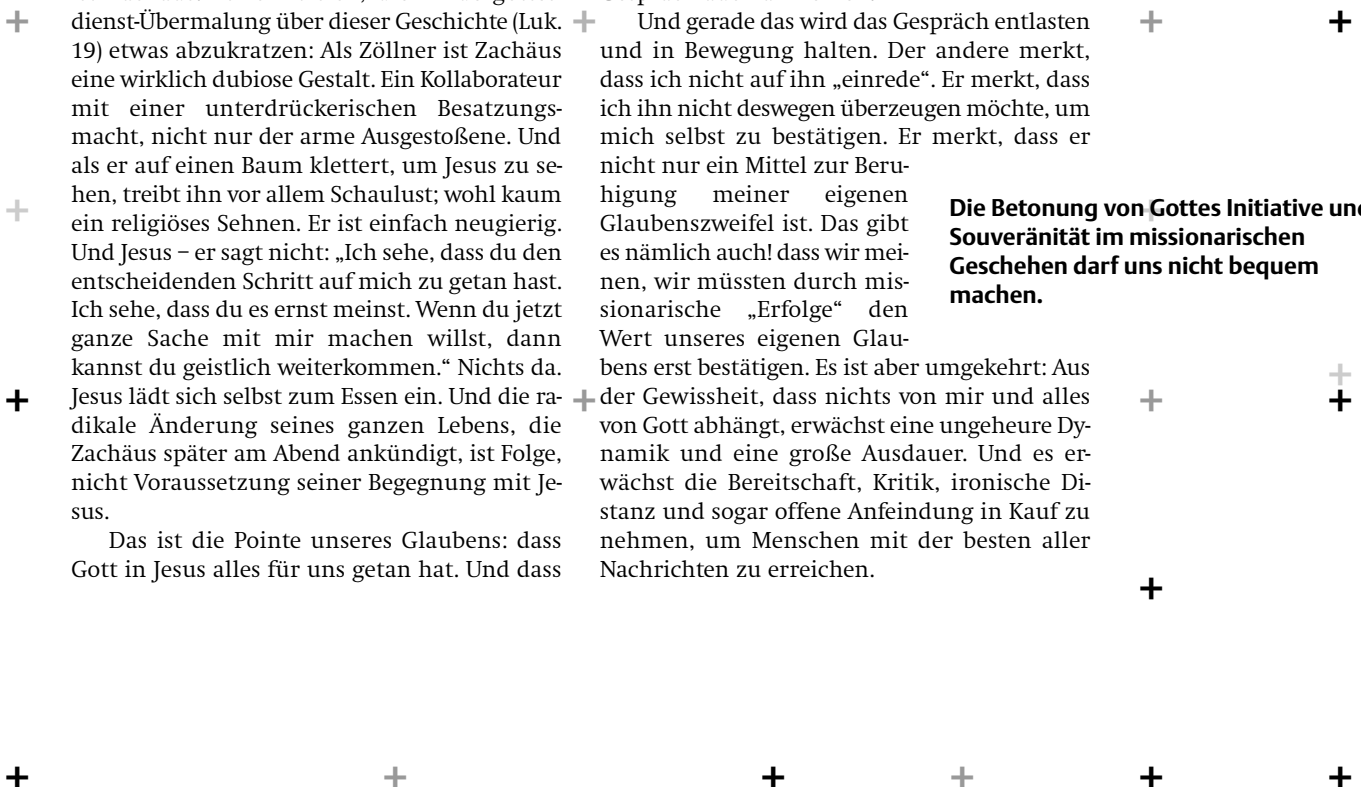 dienst-Übermalung über dieser Geschichte (Luk.
19) etwas abzukratzen: Als Zöllner ist Zachäus
eine wirklich dubiose Gestalt. Ein Kollaborateur
mit einer unterdrückerischen Besatzungs-
macht, nicht nur der arme Ausgestoßene. Und
als er auf einen Baum klettert, um Jesus zu se-
hen, treibt ihn vor allem Schaulust; wohl kaum
ein religiöses Sehnen. Er ist einfach neugierig.
Und Jesus – er sagt nicht: „Ich sehe, dass du den
entscheidenden Schritt auf mich zu getan hast.
Ich sehe, dass du es ernst meinst. Wenn du jetzt
ganze Sache mit mir machen willst, dann
kannst du geistlich weiterkommen.“ Nichts da.
Jesus lädt sich selbst zum Essen ein. Und die ra-
dikale Änderung seines ganzen Lebens, die
Zachäus später am Abend ankündigt, ist Folge,
nicht Voraussetzung seiner Begegnung mit Je-
sus.
Das ist die Pointe unseres Glaubens: dass
Gott in Jesus alles für uns getan hat. Und dass
Und gerade das wird das Gespräch entlasten
und in Bewegung halten. Der andere merkt,
dass ich nicht auf ihn „einrede“. Er merkt, dass
ich ihn nicht deswegen überzeugen möchte, um
mich selbst zu bestätigen. Er merkt, dass er
nicht nur ein Mittel zur Beru-
higung meiner eigenen
Glaubenszweifel ist. Das gibt
es nämlich auch! dass wir mei-
nen, wir müssten durch mis-
sionarische „Erfolge“ den
Wert unseres eigenen Glau-
bens erst bestätigen. Es ist aber umgekehrt: Aus
der Gewissheit, dass nichts von mir und alles
von Gott abhängt, erwächst eine ungeheure Dy-
namik und eine große Ausdauer. Und es er-
wächst die Bereitschaft, Kritik, ironische Di-
stanz und sogar offene Anfeindung in Kauf zu
nehmen, um Menschen mit der besten aller
Nachrichten zu erreichen.
Die Betonung von Gottes Initiative und
Souveränität im missionarischen
Geschehen darf uns nicht bequem
machen.